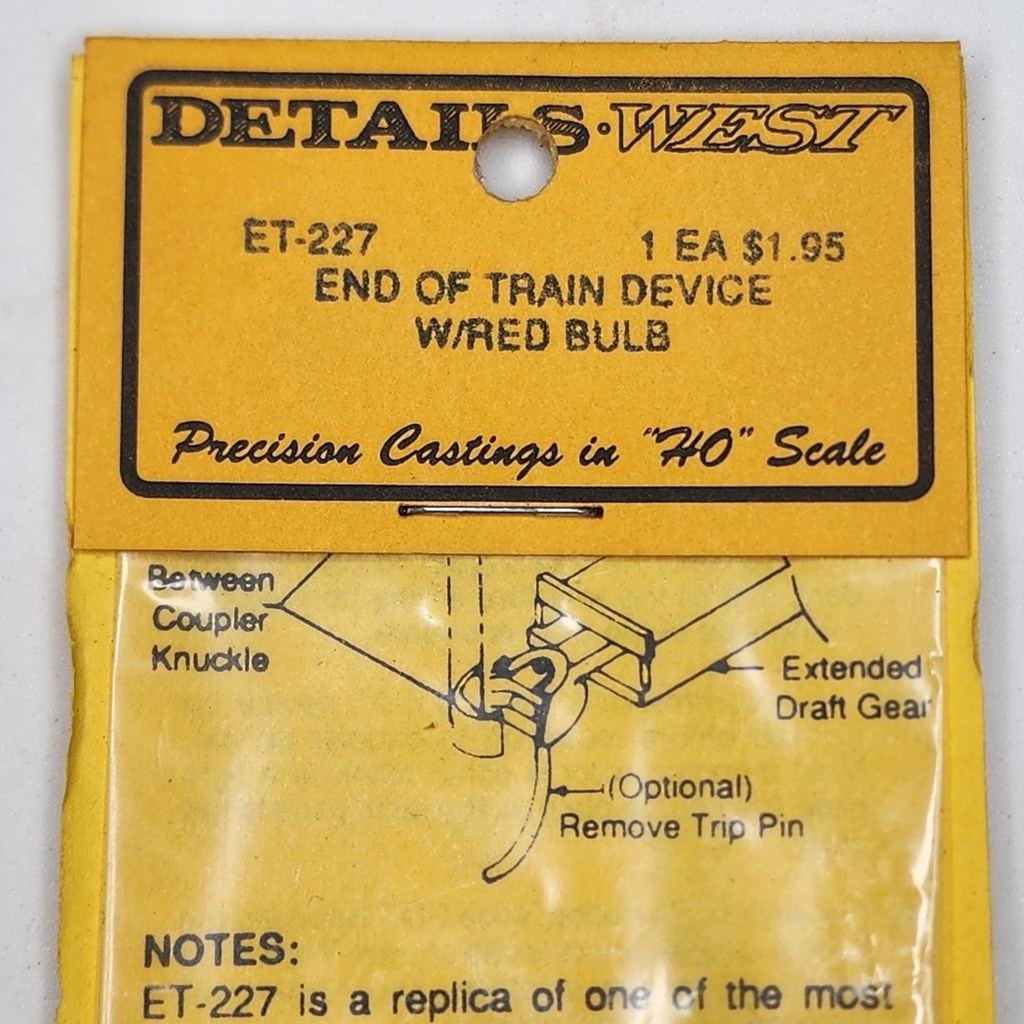 DETAILS·WEST
ET-227 1 EA $1.95
END OF TRAIN DEVICE
W/RED BULB
Precision Castings in "HO" Scale
Between
Coupler
Knuckle
Extended
Draft Gear
(Optional)
Remove Trip Pin
NOTES:
ET-227 is a replica of one of the most